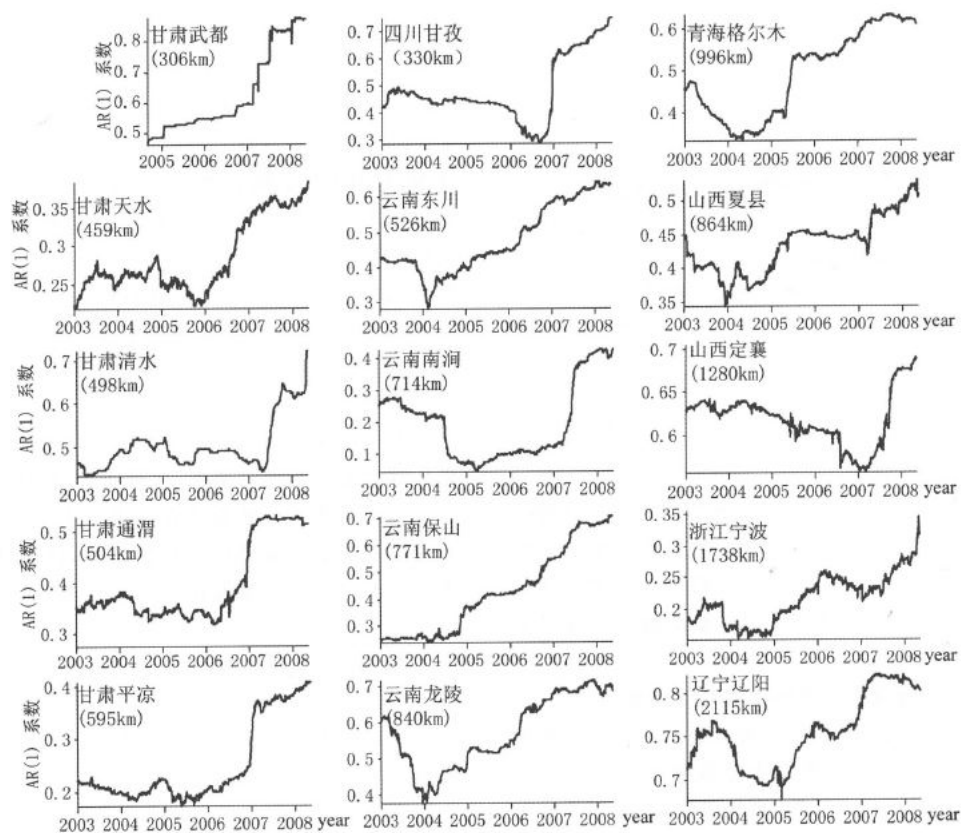 甘肃武都
(306km)
AR(1) 系数
0.8
0.7
0.6
0.5
2005 2006 2007 2008
四川甘孜
(330km)
0.7
0.6
0.5
0.4
0.3
2003 2004 2005 2006 2007 2008
青海格尔木
(996km)
0.6
0.5
0.4
2003 2004 2005 2006 2007 2008 year
甘肃天水
(459km)
AR(1) 系数
0.35
0.3
0.25
2003 2004 2005 2006 2007 2008
云南东川
(526km)
0.6
0.5
0.4
0.3
2003 2004 2005 2006 2007 2008
山西夏县
(864km)
0.5
0.45
0.4
0.35
2003 2004 2005 2006 2007 2008 year
甘肃清水
(498km)
AR(1) 系数
0.7
0.6
0.5
2003 2004 2005 2006 2007 2008
云南南涧
(714km)
0.4
0.3
0.2
0.1
2003 2004 2005 2006 2007 2008
山西定襄
(1280km)
0.7
0.65
0.6
2003 2004 2005 2006 2007 2008 year
甘肃通渭
(504km)
AR(1) 系数
0.5
0.4
0.3
2003 2004 2005 2006 2007 2008
云南保山
(771km)
0.7
0.6
0.5
0.4
0.3
2003 2004 2005 2006 2007 2008
浙江宁波
(1738km)
0.35
0.3
0.25
0.2
2003 2004 2005 2006 2007 2008 year
甘肃平凉
(595km)
AR(1) 系数
0.4
0.3
0.2
2003 2004 2005 2006 2007 2008 year
云南龙陵
(840km)
0.7
0.6
0.5
0.4
2003 2004 2005 2006 2007 2008 year
辽宁辽阳
(2115km)
0.8
0.75
0.7
2003 2004 2005 2006 2007 2008 year